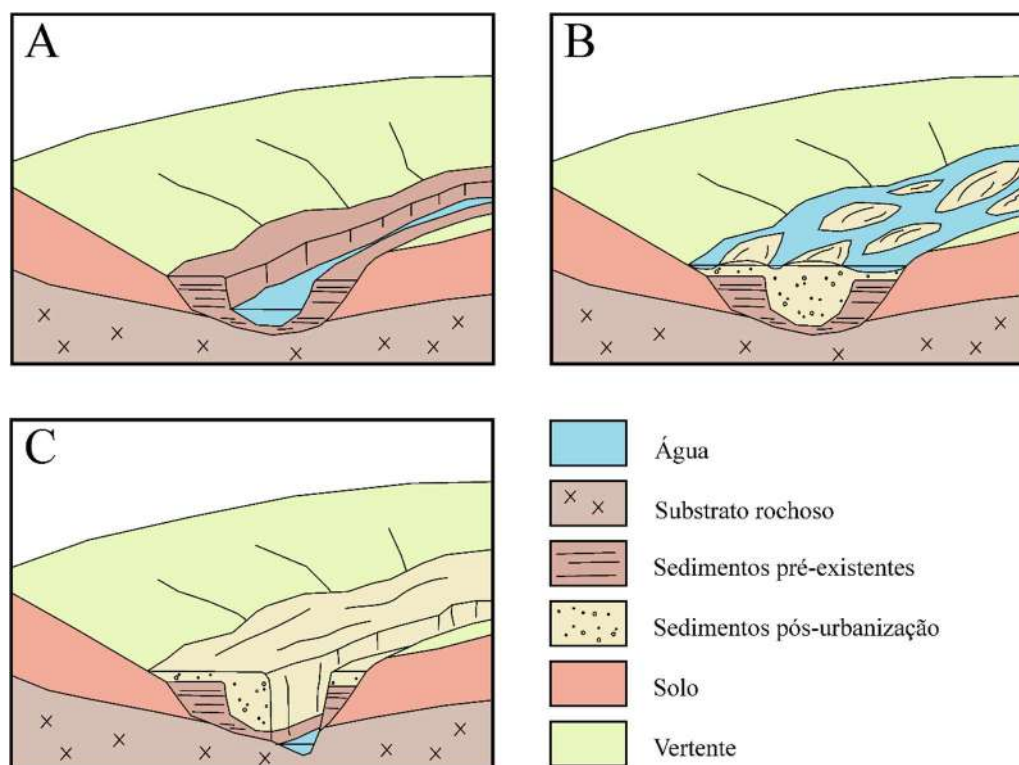 A
B
C
Água
Substrato rochoso
Sedimentos pré-existentes
Sedimentos pós-urbanização
Solo
Vertente